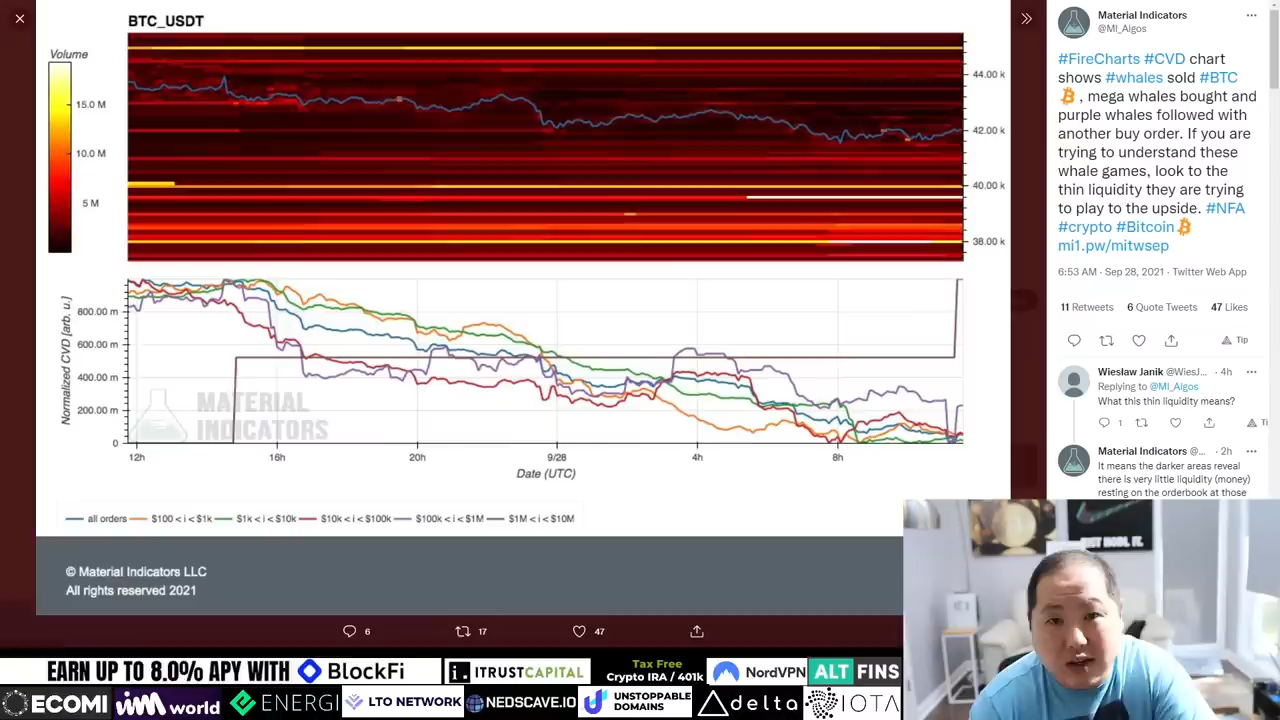 BTC_USDT
Volume
15.0 M
10.0 M
5 M
44.00 k
42.00 k
40.00 k
38.00 k
Normalized CVD [arb. u.]
800.00 m
600.00 m
400.00 m
200.00 m
0
MATERIAL
INDICATORS
12h
16h
20h
9/28
4h
8h
Date (UTC)
all orders
$100 < i < $1k
$1k < i < $10k
$10k < i < $100k
$100k < i < $1M
$1M < i < $10M
© Material Indicators LLC
All rights reserved 2021
6
17
47
Material Indicators
@MI_Algos
#FireCharts #CVD chart
shows #whales sold #BTC
, mega whales bought and
purple whales followed with
another buy order. If you are
trying to understand these
whale games, look to the
thin liquidity they are trying
to play to the upside. #NFA
#crypto #Bitcoin
mi1.pw/mitwsep
6:53 AM · Sep 28, 2021 · Twitter Web App
11 Retweets 6 Quote Tweets 47 Likes
Tip
Wieslaw Janik @WiesJ... · 4h
Replying to @MI_Algos
What this thin liquidity means?
1
Ti
Material Indicators @... · 2h
It means the darker areas reveal
there is very little liquidity (money)
resting on the orderbook at those
JUST HODL IT.
EARN UP TO 8.0% APY WITH BlockFi
ITRUSTCAPITAL
Tax Free
Crypto IRA / 401k
NordVPN
ALT FINS
ECOMI
world
ENERGI
LTO NETWORK
NEDSCAVE.IO
UNSTOPPABLE
DOMAINS
delta
IOTA